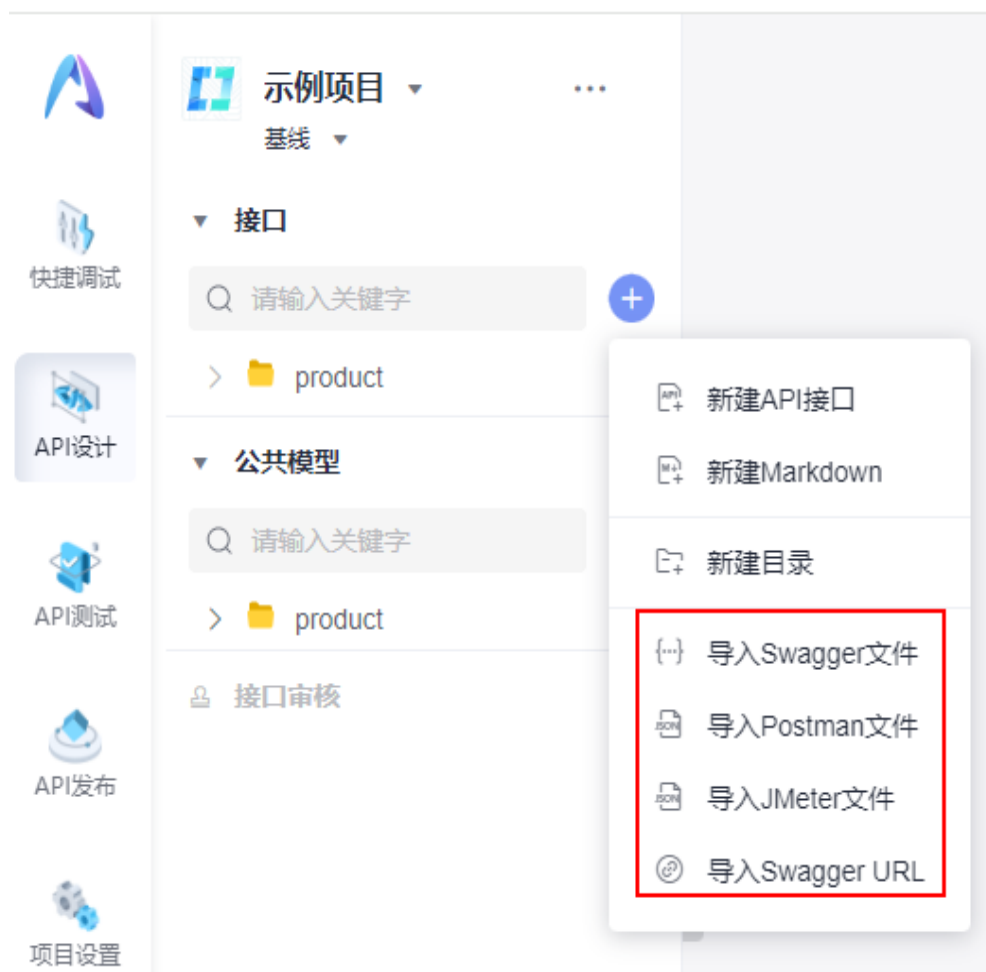 示例项目
基线
接口
请输入关键字
product
公共模型
请输入关键字
product
接口审核
快捷调试
API设计
API测试
API发布
项目设置
新建API接口
新建Markdown
新建目录
导入Swagger文件
导入Postman文件
导入JMeter文件
导入Swagger URL